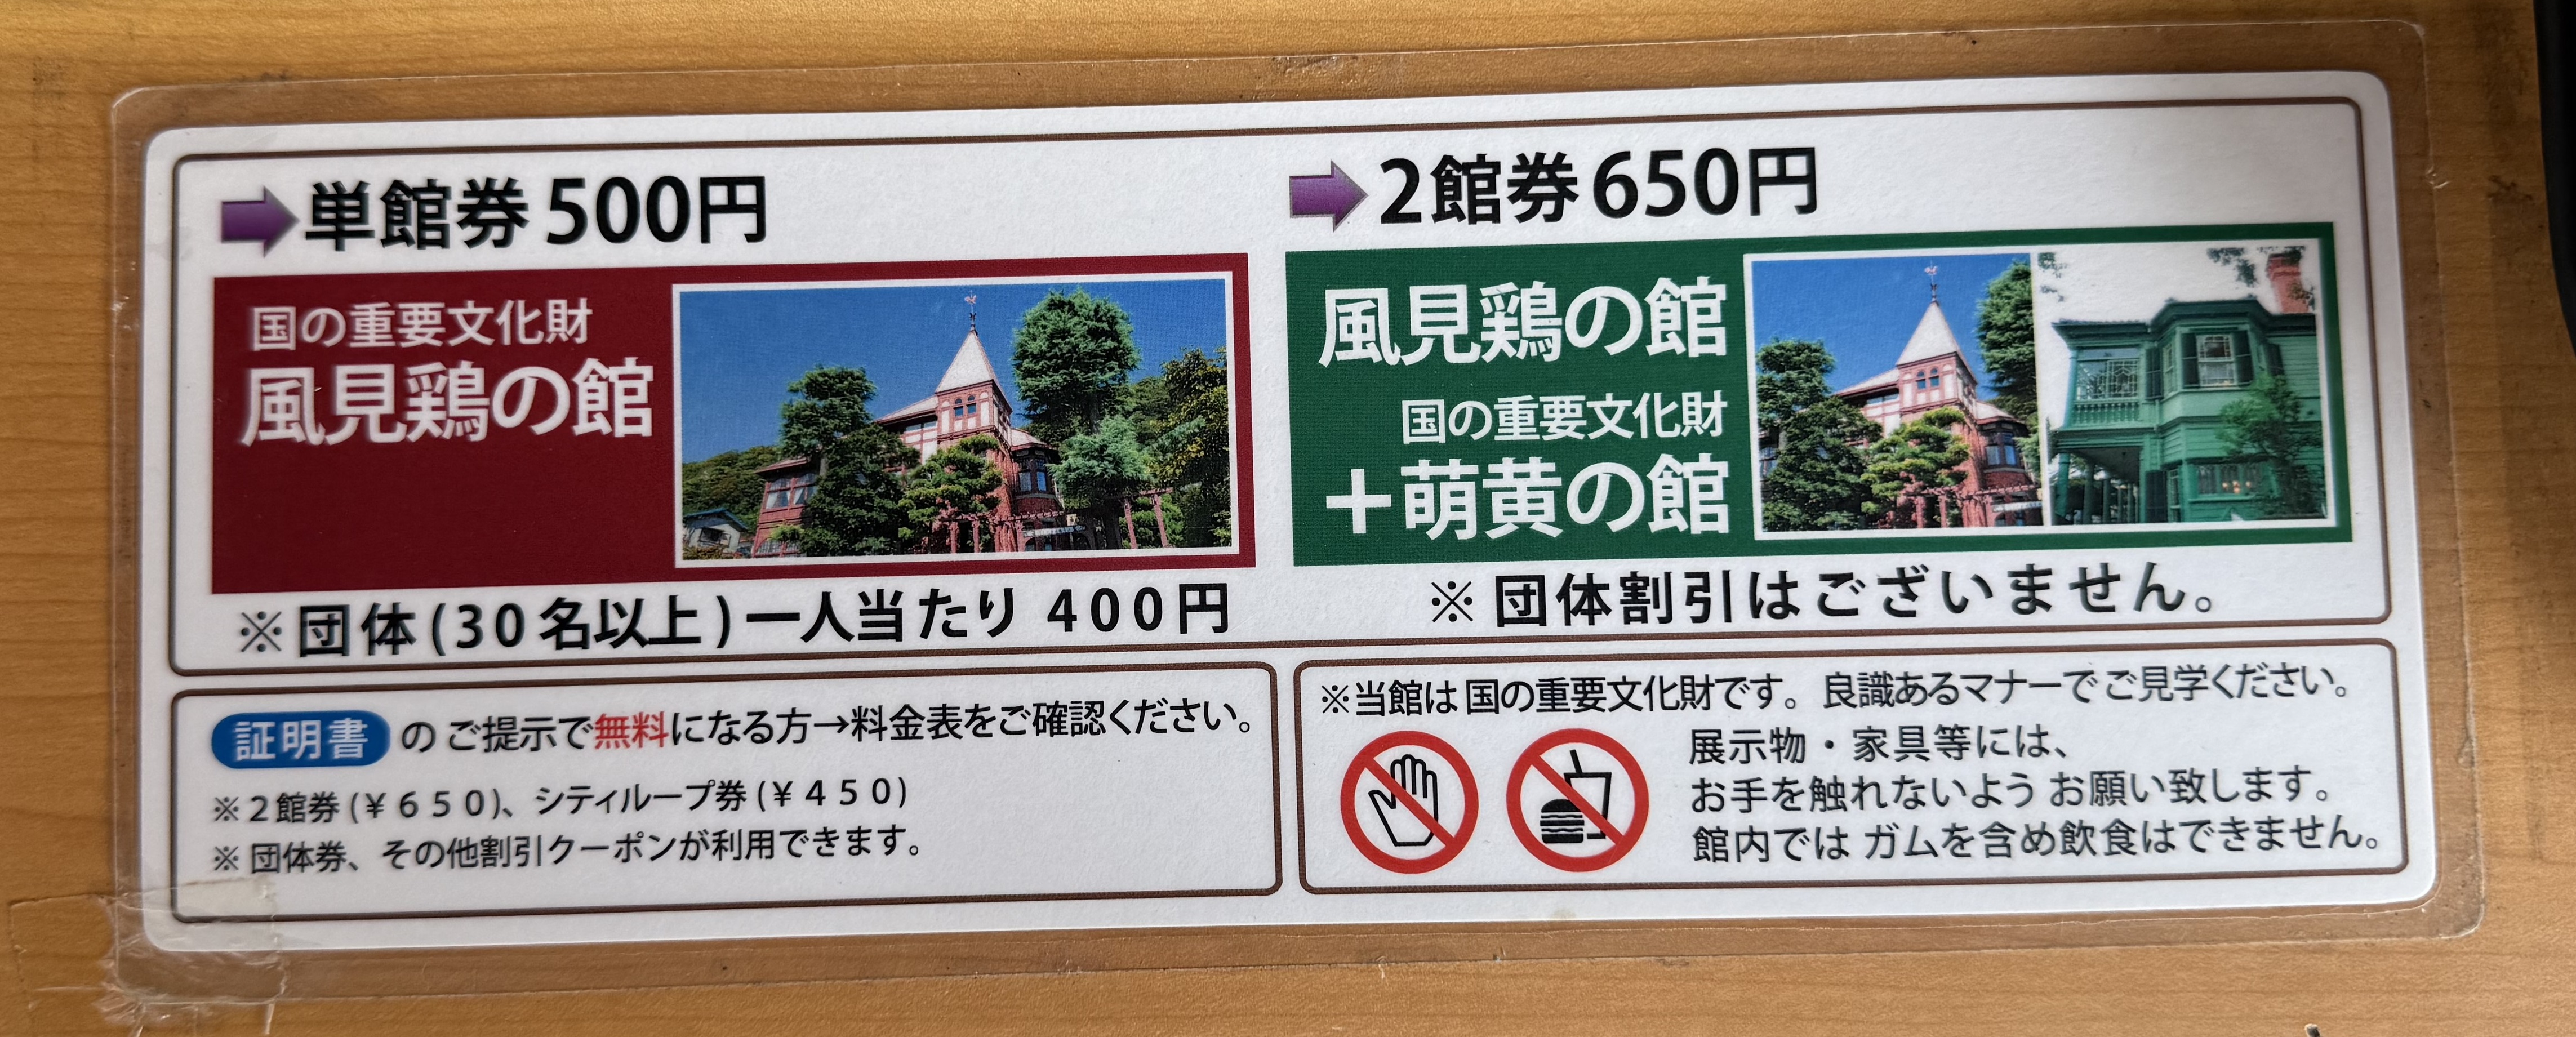 ➡単館券 500円
国の重要文化財
風見鶏の館
※団体(30名以上)一人当たり 400円
➡2館券 650円
風見鶏の館
国の重要文化財
＋萌黄の館
※団体割引はございません。
証明書 の ご提示で無料になる方→料金表をご確認ください。
※２館券(￥６５０)、シティループ券(￥４５０)
※団体券、その他割引クーポンが利用できます。
※当館は 国の重要文化財です。良識あるマナーでご見学ください。
展示物・家具等には、
お手を触れないよう お願い致します。
館内では ガムを含め飲食はできません。